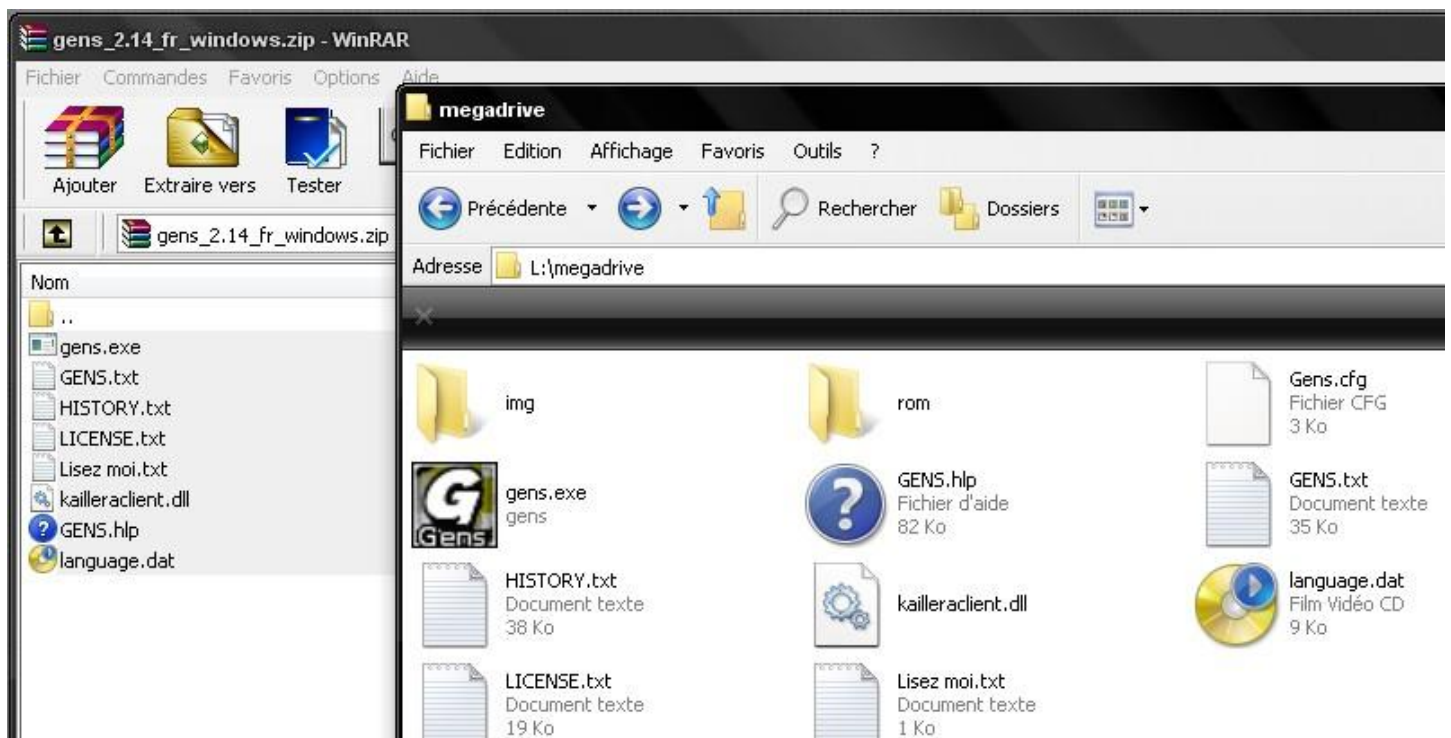 gens_2.14_fr_windows.zip - WinRAR
Fichier Commandes Favoris Options Aide
Ajouter Extraire vers Tester
gens_2.14_fr_windows.zip
Nom
..
gens.exe
GENS.txt
HISTORY.txt
LICENSE.txt
Lisez moi.txt
kailleraclient.dll
GENS.hlp
language.dat
megadrive
Fichier Edition Affichage Favoris Outils ?
Précédente Rechercher Dossiers
Adresse L:\megadrive
img
rom
Gens.cfg
Fichier CFG
3 Ko
G
Gens
gens.exe
gens
GENS.hlp
Fichier d'aide
82 Ko
GENS.txt
Document texte
35 Ko
HISTORY.txt
Document texte
38 Ko
kailleraclient.dll
language.dat
Film Vidéo CD
9 Ko
LICENSE.txt
Document texte
19 Ko
Lisez moi.txt
Document texte
1 Ko